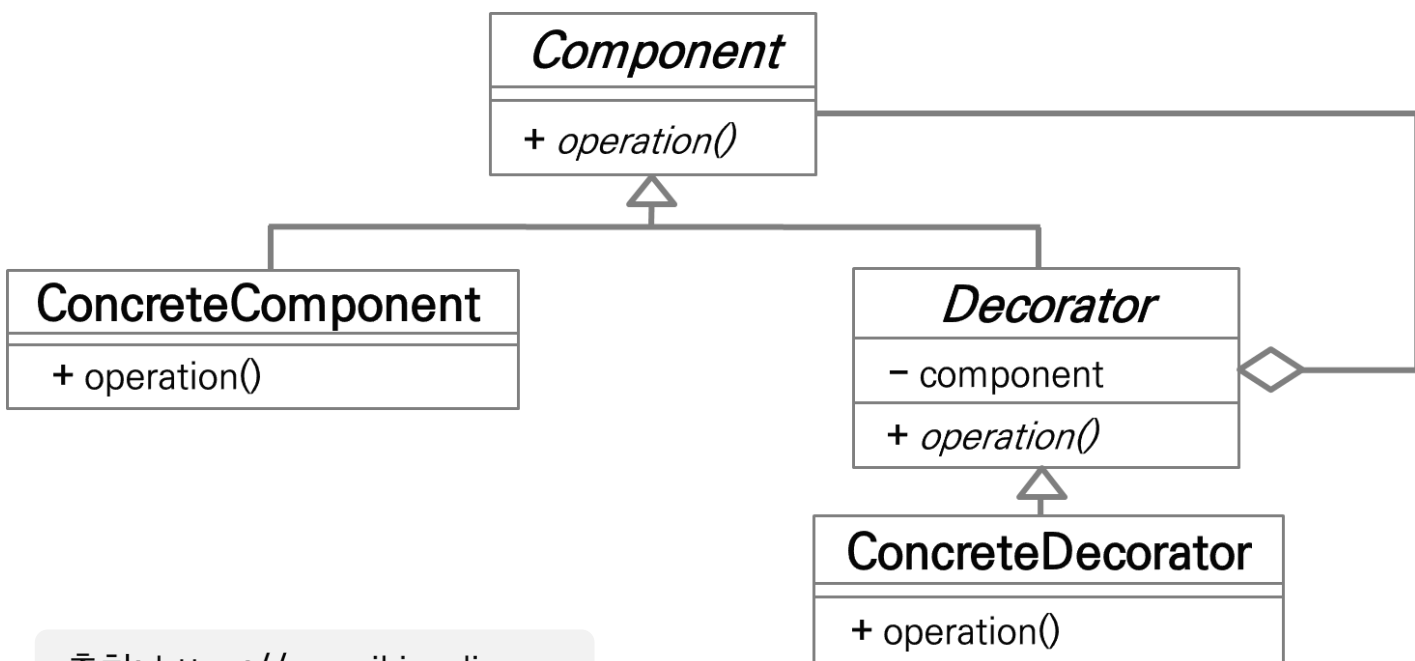 Component
+ operation()
ConcreteComponent
+ operation()
Decorator
- component
+ operation()
ConcreteDecorator
+ operation()